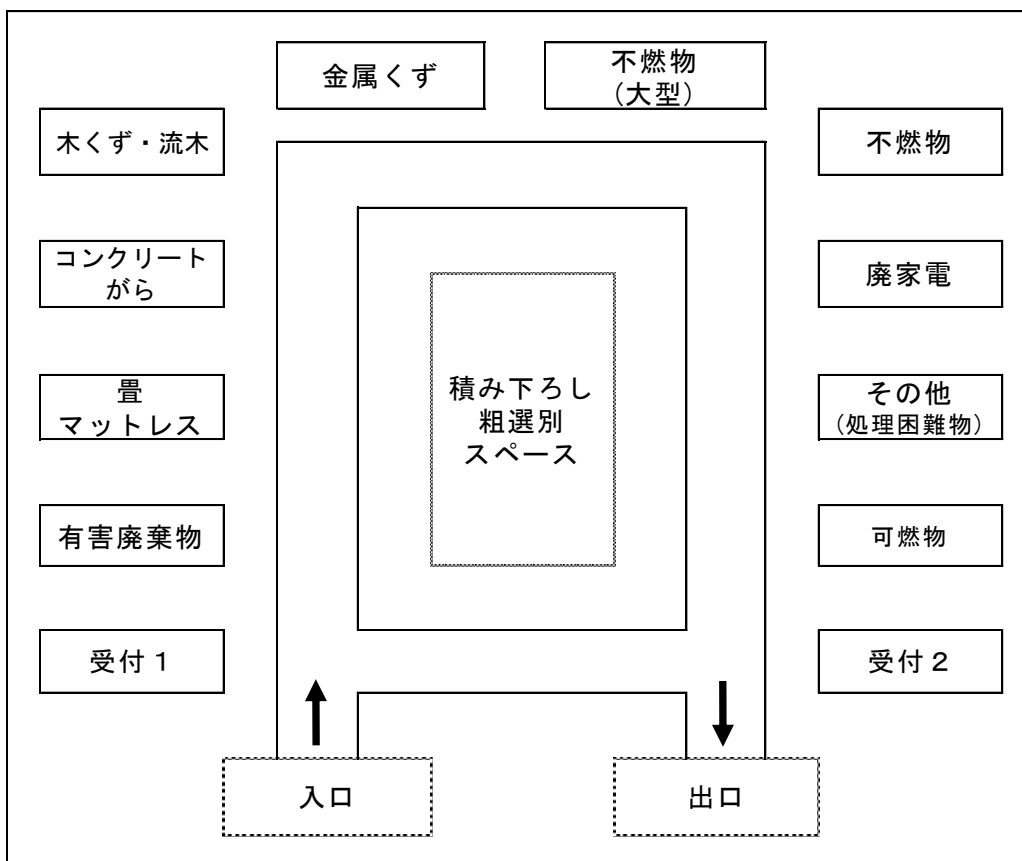 金属くず
不燃物
（大型）
木くず・流木
不燃物
コンクリート
がら
廃家電
積み下ろし
粗選別
スペース
畳
マットレス
その他
（処理困難物）
有害廃棄物
可燃物
受付１
受付２
入口
出口